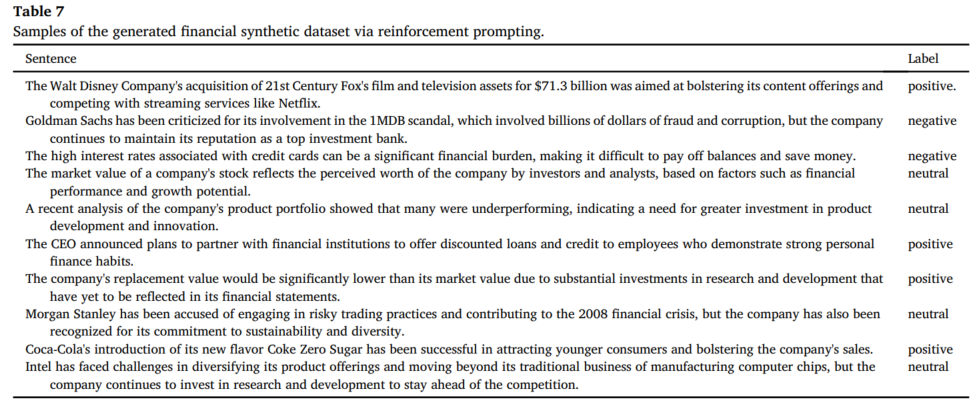 Table 7
Samples of the generated financial synthetic dataset via reinforcement prompting.
Sentence Label
The Walt Disney Company's acquisition of 21st Century Fox's film and television assets for $71.3 billion was aimed at bolstering its content offerings and positive.
competing with streaming services like Netflix.
Goldman Sachs has been criticized for its involvement in the 1MDB scandal, which involved billions of dollars of fraud and corruption, but the company negative
continues to maintain its reputation as a top investment bank.
The high interest rates associated with credit cards can be a significant financial burden, making it difficult to pay off balances and save money. negative
The market value of a company's stock reflects the perceived worth of the company by investors and analysts, based on factors such as financial neutral
performance and growth potential.
A recent analysis of the company's product portfolio showed that many were underperforming, indicating a need for greater investment in product neutral
development and innovation.
The CEO announced plans to partner with financial institutions to offer discounted loans and credit to employees who demonstrate strong personal positive
finance habits.
The company's replacement value would be significantly lower than its market value due to substantial investments in research and development that positive
have yet to be reflected in its financial statements.
Morgan Stanley has been accused of engaging in risky trading practices and contributing to the 2008 financial crisis, but the company has also been neutral
recognized for its commitment to sustainability and diversity.
Coca-Cola's introduction of its new flavor Coke Zero Sugar has been successful in attracting younger consumers and bolstering the company's sales. positive
Intel has faced challenges in diversifying its product offerings and moving beyond its traditional business of manufacturing computer chips, but the neutral
company continues to invest in research and development to stay ahead of the competition.